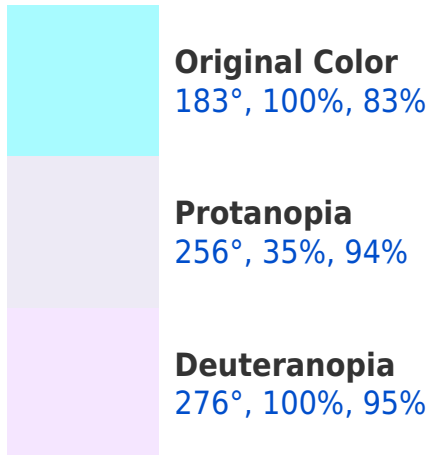 Original Color
183°, 100%, 83%
Protanopia
256°, 35%, 94%
Deuteranopia
276°, 100%, 95%